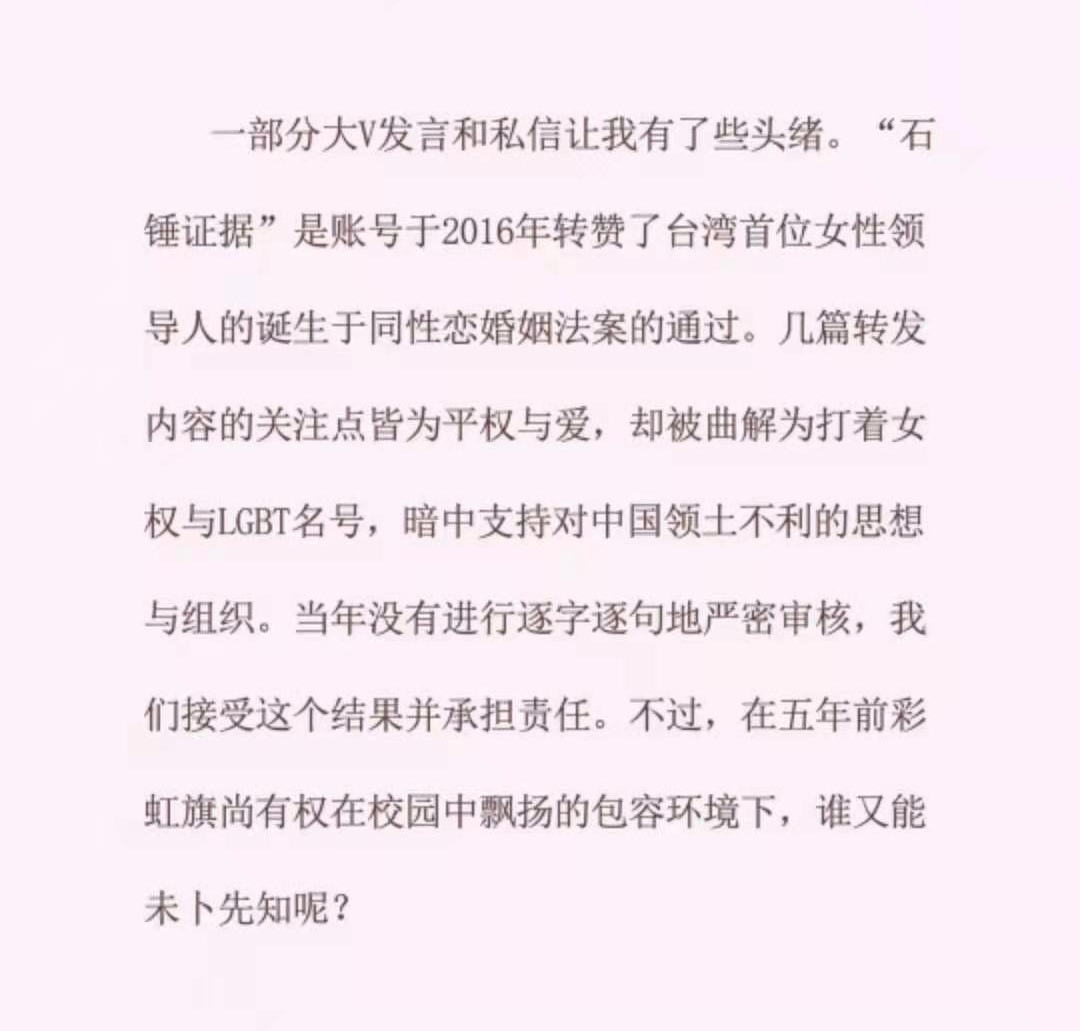 一部分大V发言和私信让我有了些头绪。“石
锤证据”是账号于2016年转赞了台湾首位女性领
导人的诞生于同性恋婚姻法案的通过。几篇转发
内容的关注点皆为平权与爱，却被曲解为打着女
权与LGBT名号，暗中支持对中国领土不利的思想
与组织。当年没有进行逐字逐句地严密审核，我
们接受这个结果并承担责任。不过，在五年前彩
虹旗尚有权在校园中飘扬的包容环境下，谁又能
未卜先知呢？